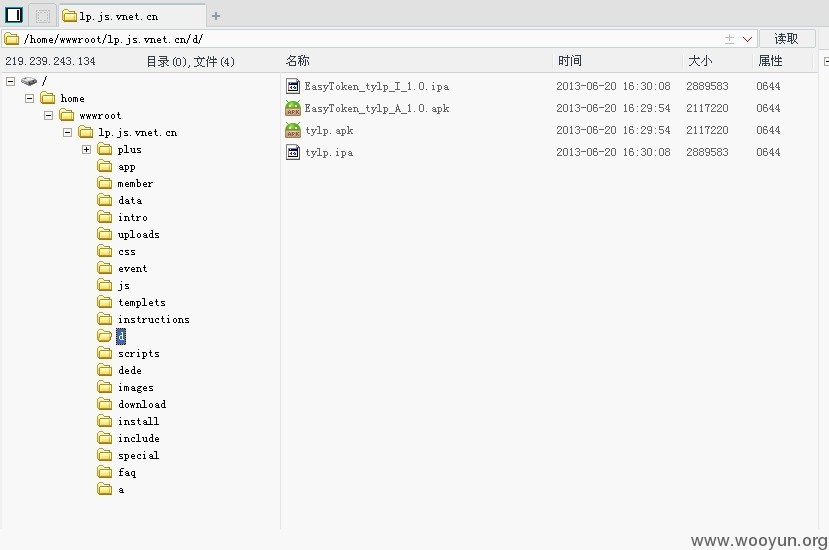 lp.js.vnet.cn
/home/wwwroot/lp.js.vnet.cn/d/ 读取
219.239.243.134 目录(0),文件(4) 名称 时间 大小 属性
/
home
wwwroot
lp.js.vnet.cn
plus
app
member
data
intro
uploads
css
event
js
templets
instructions
d
scripts
dede
images
download
install
include
special
faq
a
EasyToken_tylp_I_1.0.ipa 2013-06-20 16:30:08 2889583 0644
EasyToken_tylp_A_1.0.apk 2013-06-20 16:29:54 2117220 0644
tylp.apk 2013-06-20 16:29:54 2117220 0644
tylp.ipa 2013-06-20 16:30:08 2889583 0644
www.wooyun.org